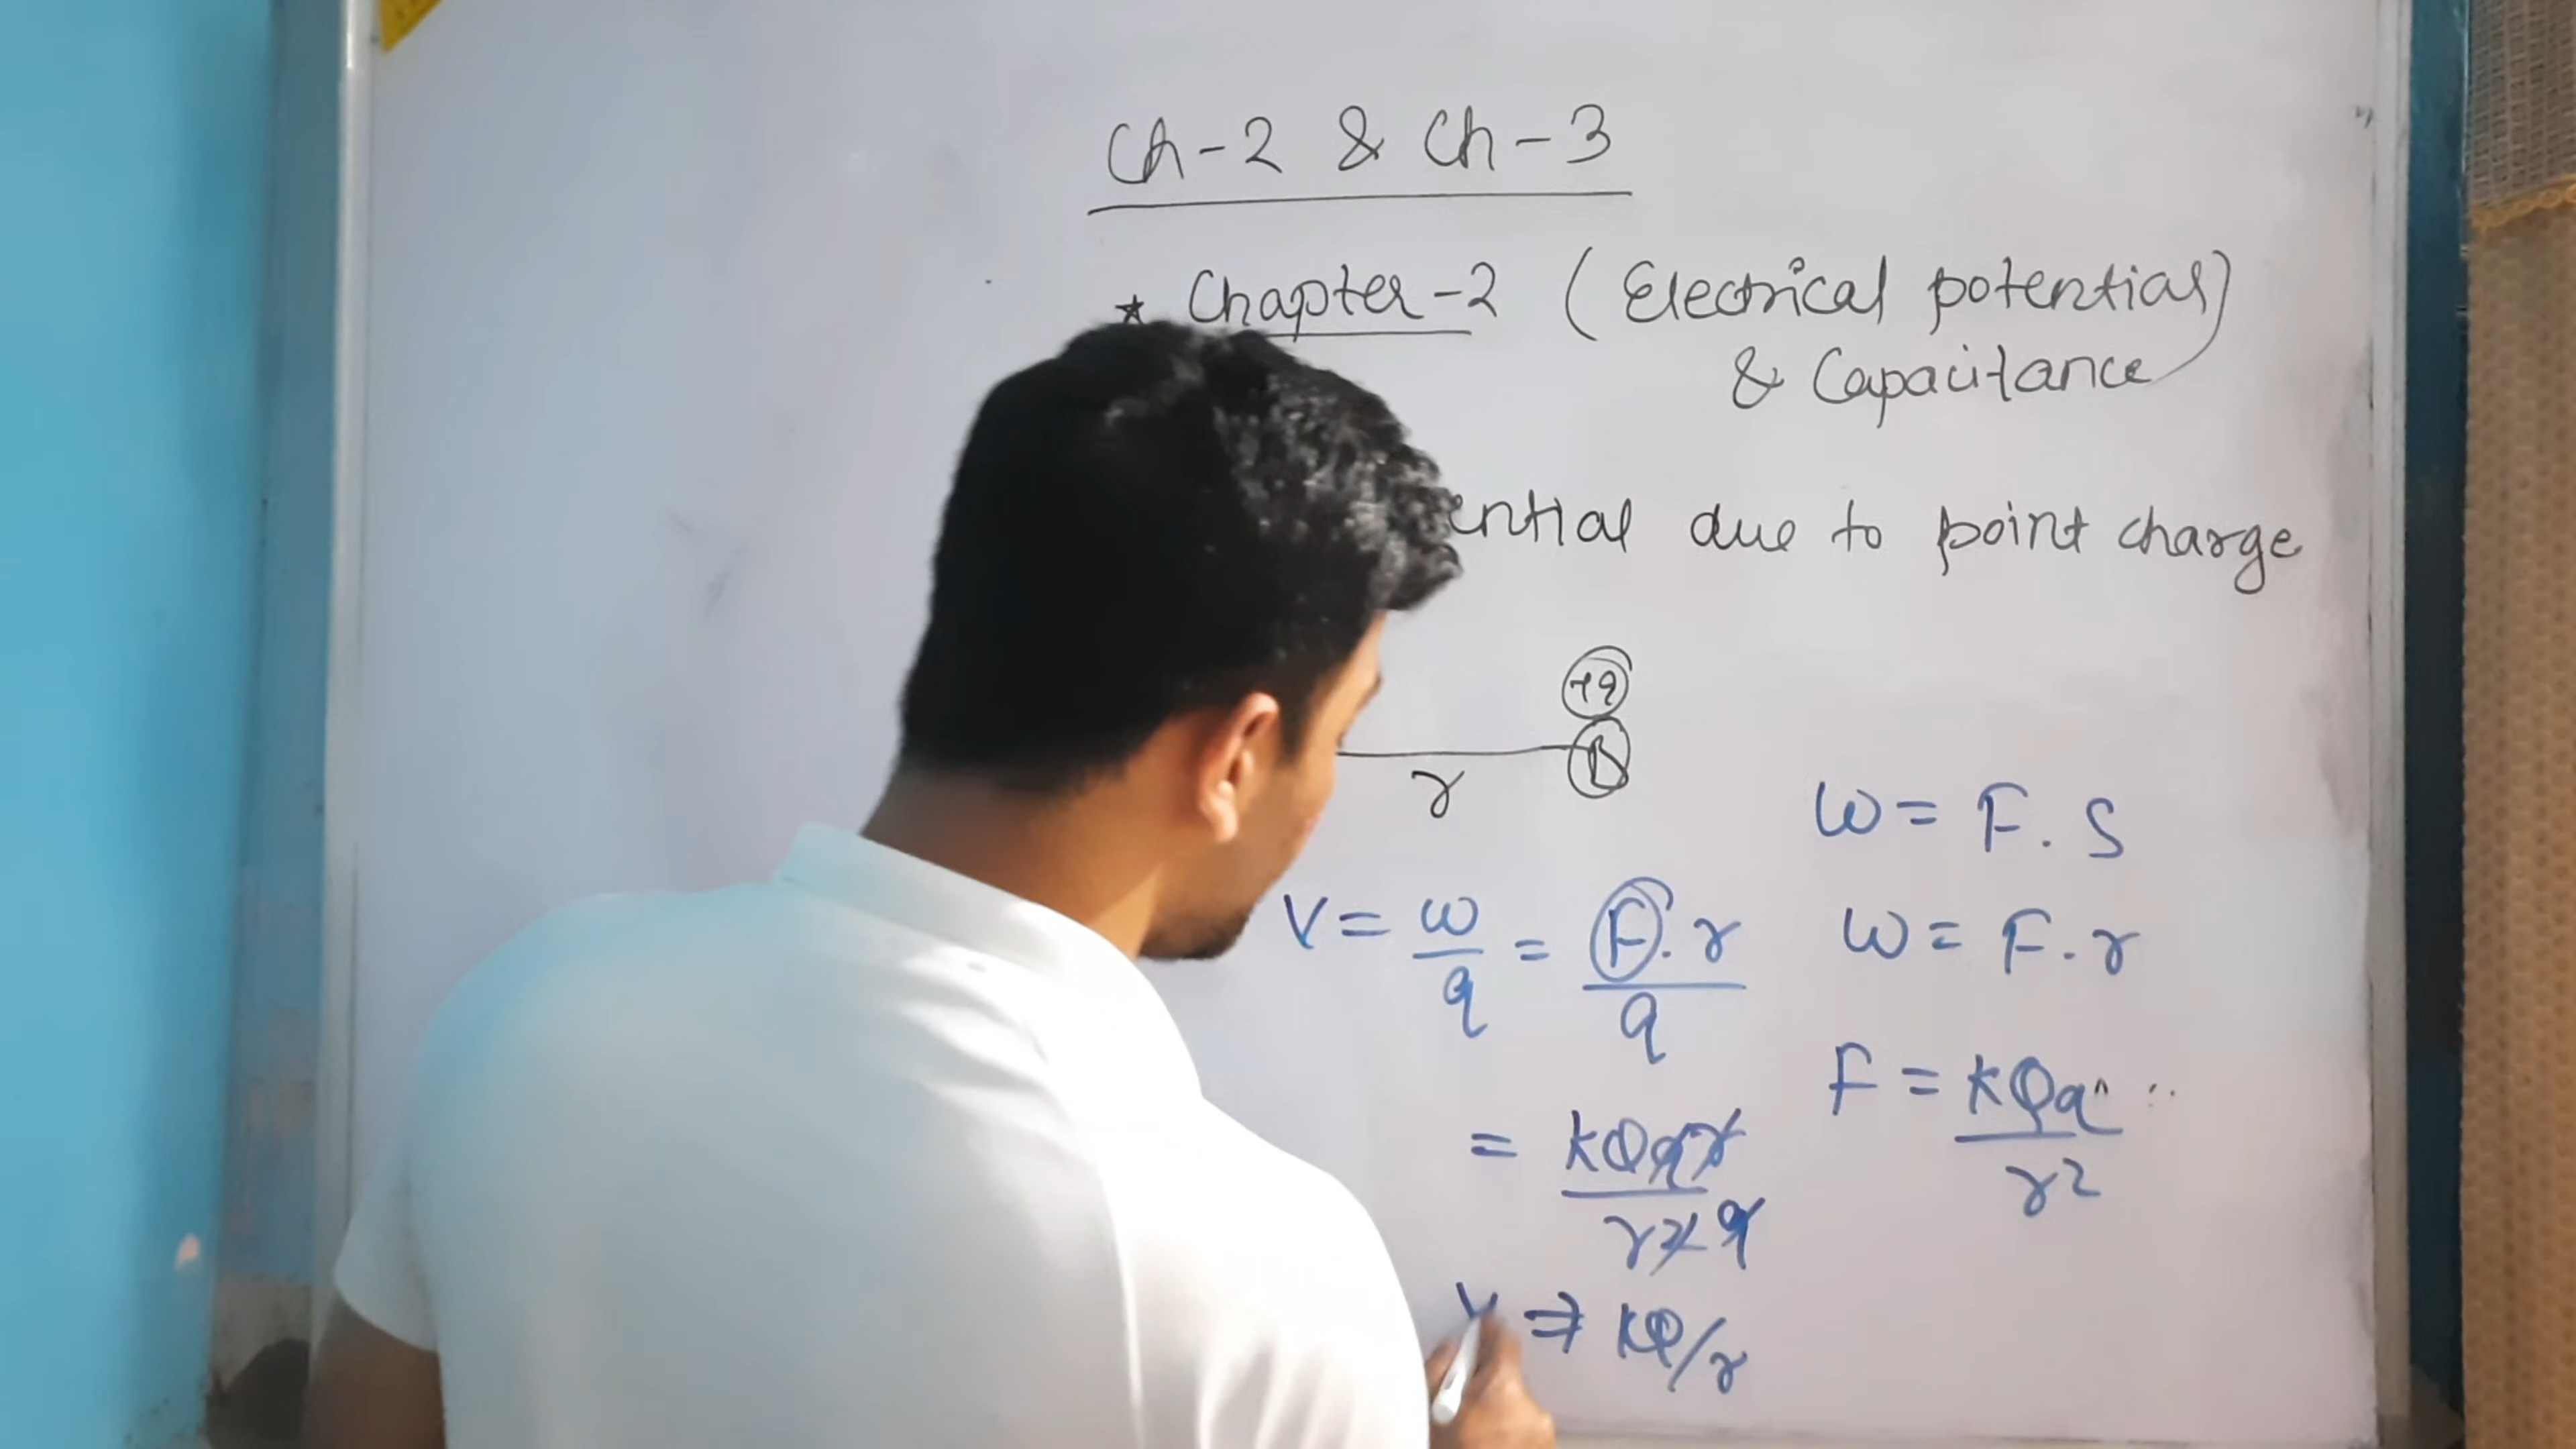 Ch-2 & Ch-3
★ Chapter-2 (Electrical potential
& Capacitance)
ential due to point charge
+q
r
B
W = F.S
V = W/q = F.r/q
W = F.r
F = KQq/r2
= KQqr/r2q
V ⇒ KQ/r